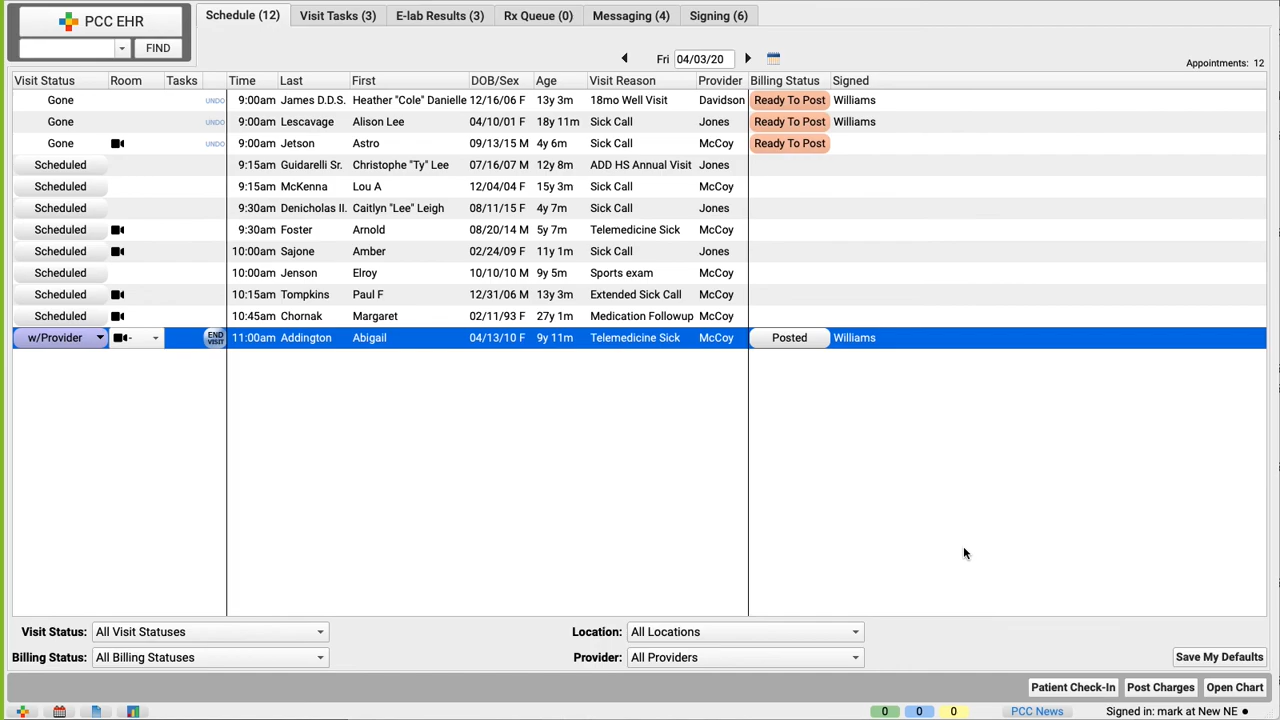 PCC EHR
FIND
Schedule (12) Visit Tasks (3) E-lab Results (3) Rx Queue (0) Messaging (4) Signing (6)
Fri 04/03/20
Appointments: 12
Visit Status Room Tasks Time Last First DOB/Sex Age Visit Reason Provider Billing Status Signed
Gone UNDO 9:00am James D.D.S. Heather "Cole" Danielle 12/16/06 F 13y 3m 18mo Well Visit Davidson Ready To Post Williams
Gone UNDO 9:00am Lescavage Alison Lee 04/10/01 F 18y 11m Sick Call Jones Ready To Post Williams
Gone UNDO 9:00am Jetson Astro 09/13/15 M 4y 6m Sick Call McCoy Ready To Post
Scheduled 9:15am Guidarelli Sr. Christophe "Ty" Lee 07/16/07 M 12y 8m ADD HS Annual Visit Jones
Scheduled 9:15am McKenna Lou A 12/04/04 F 15y 3m Sick Call McCoy
Scheduled 9:30am Denicholas II. Caitlyn "Lee" Leigh 08/11/15 F 4y 7m Sick Call Jones
Scheduled 9:30am Foster Arnold 08/20/14 M 5y 7m Telemedicine Sick McCoy
Scheduled 10:00am Sajone Amber 02/24/09 F 11y 1m Sick Call Jones
Scheduled 10:00am Jenson Elroy 10/10/10 M 9y 5m Sports exam McCoy
Scheduled 10:15am Tompkins Paul F 12/31/06 M 13y 3m Extended Sick Call McCoy
Scheduled 10:45am Chornak Margaret 02/11/93 F 27y 1m Medication Followup McCoy
w/Provider - END VISIT 11:00am Addington Abigail 04/13/10 F 9y 11m Telemedicine Sick McCoy Posted Williams
Visit Status: All Visit Statuses Location: All Locations
Billing Status: All Billing Statuses Provider: All Providers Save My Defaults
Patient Check-In Post Charges Open Chart
0 0 0 PCC News Signed in: mark at New NE